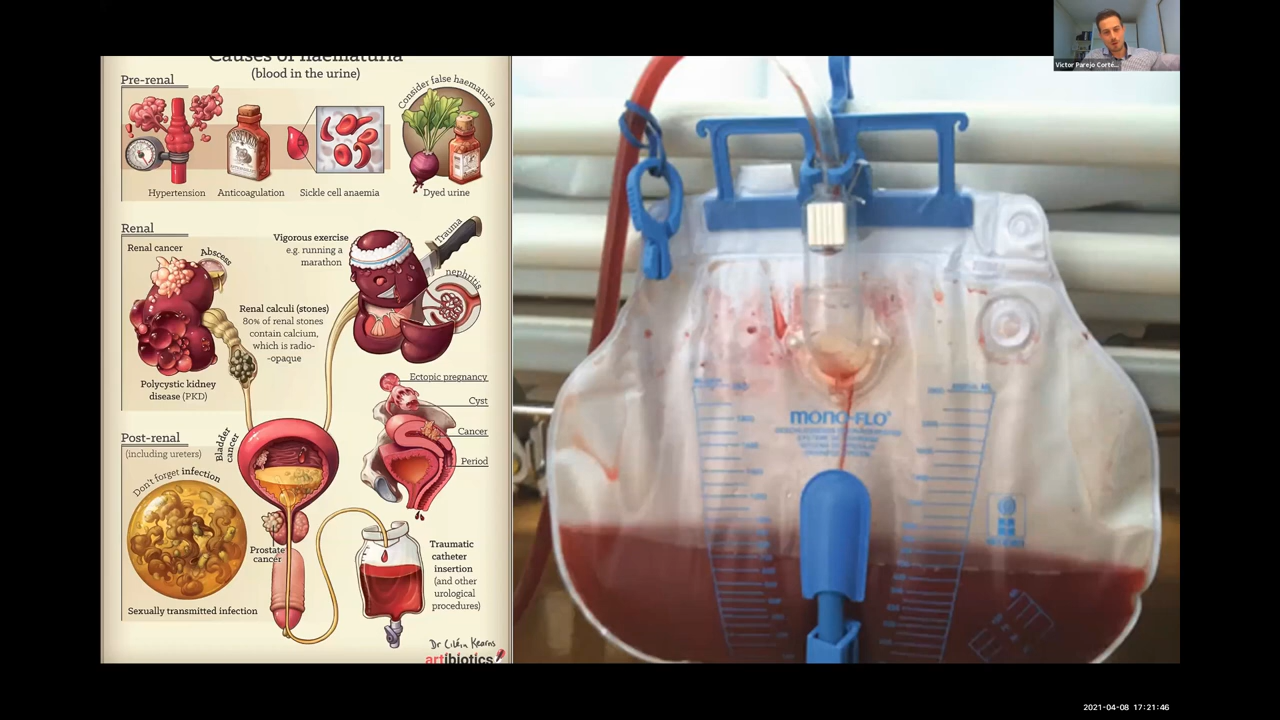 Causes of haematuria
(blood in the urine)
Pre-renal
Consider false haematuria
Hypertension
Anticoagulation
Sickle cell anaemia
Dyed urine
Renal
Renal cancer
Abscess
Vigorous exercise
e.g. running a
marathon
Trauma
nephritis
Renal calculi (stones)
80% of renal stones
contain calcium,
which is radio-
-opaque
Polycystic kidney
disease (PKD)
Ectopic pregnancy
Cyst
Cancer
Period
Post-renal
(including ureters)
Bladder
cancer
Don't forget infection
Prostate
cancer
Sexually transmitted infection
Traumatic
catheter
insertion
(and other
urological
procedures)
Dr Ciléin Kearns
artibiotics
mono-flo
Victor Parejo Corté...
2021-04-08 17:21:46